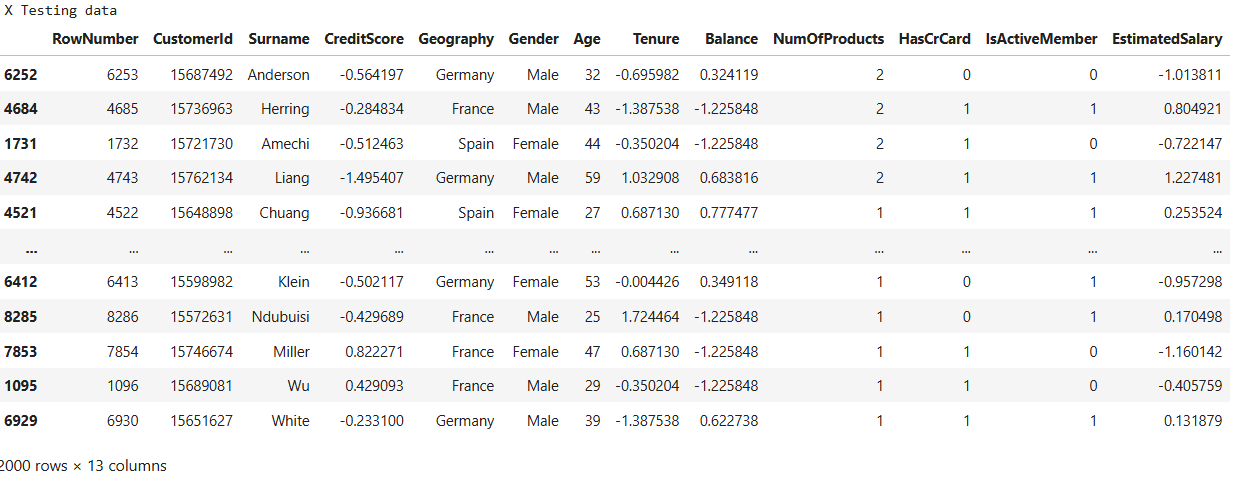 X Testing data
RowNumber CustomerId Surname CreditScore Geography Gender Age Tenure Balance NumOfProducts HasCrCard IsActiveMember EstimatedSalary
6252 6253 15687492 Anderson -0.564197 Germany Male 32 -0.695982 0.324119 2 0 0 -1.013811
4684 4685 15736963 Herring -0.284834 France Male 43 -1.387538 -1.225848 2 1 1 0.804921
1731 1732 15721730 Amechi -0.512463 Spain Female 44 -0.350204 -1.225848 2 1 0 -0.722147
4742 4743 15762134 Liang -1.495407 Germany Male 59 1.032908 0.683816 2 1 1 1.227481
4521 4522 15648898 Chuang -0.936681 Spain Female 27 0.687130 0.777477 1 1 1 0.253524
... ... ... ... ... ... ... ... ... ... ... ... ... ...
6412 6413 15598982 Klein -0.502117 Germany Female 53 -0.004426 0.349118 1 0 1 -0.957298
8285 8286 15572631 Ndubuisi -0.429689 France Male 25 1.724464 -1.225848 1 0 1 0.170498
7853 7854 15746674 Miller 0.822271 France Female 47 0.687130 -1.225848 1 1 0 -1.160142
1095 1096 15689081 Wu 0.429093 France Male 29 -0.350204 -1.225848 1 1 0 -0.405759
6929 6930 15651627 White -0.233100 Germany Male 39 -1.387538 0.622738 1 1 1 0.131879
2000 rows × 13 columns